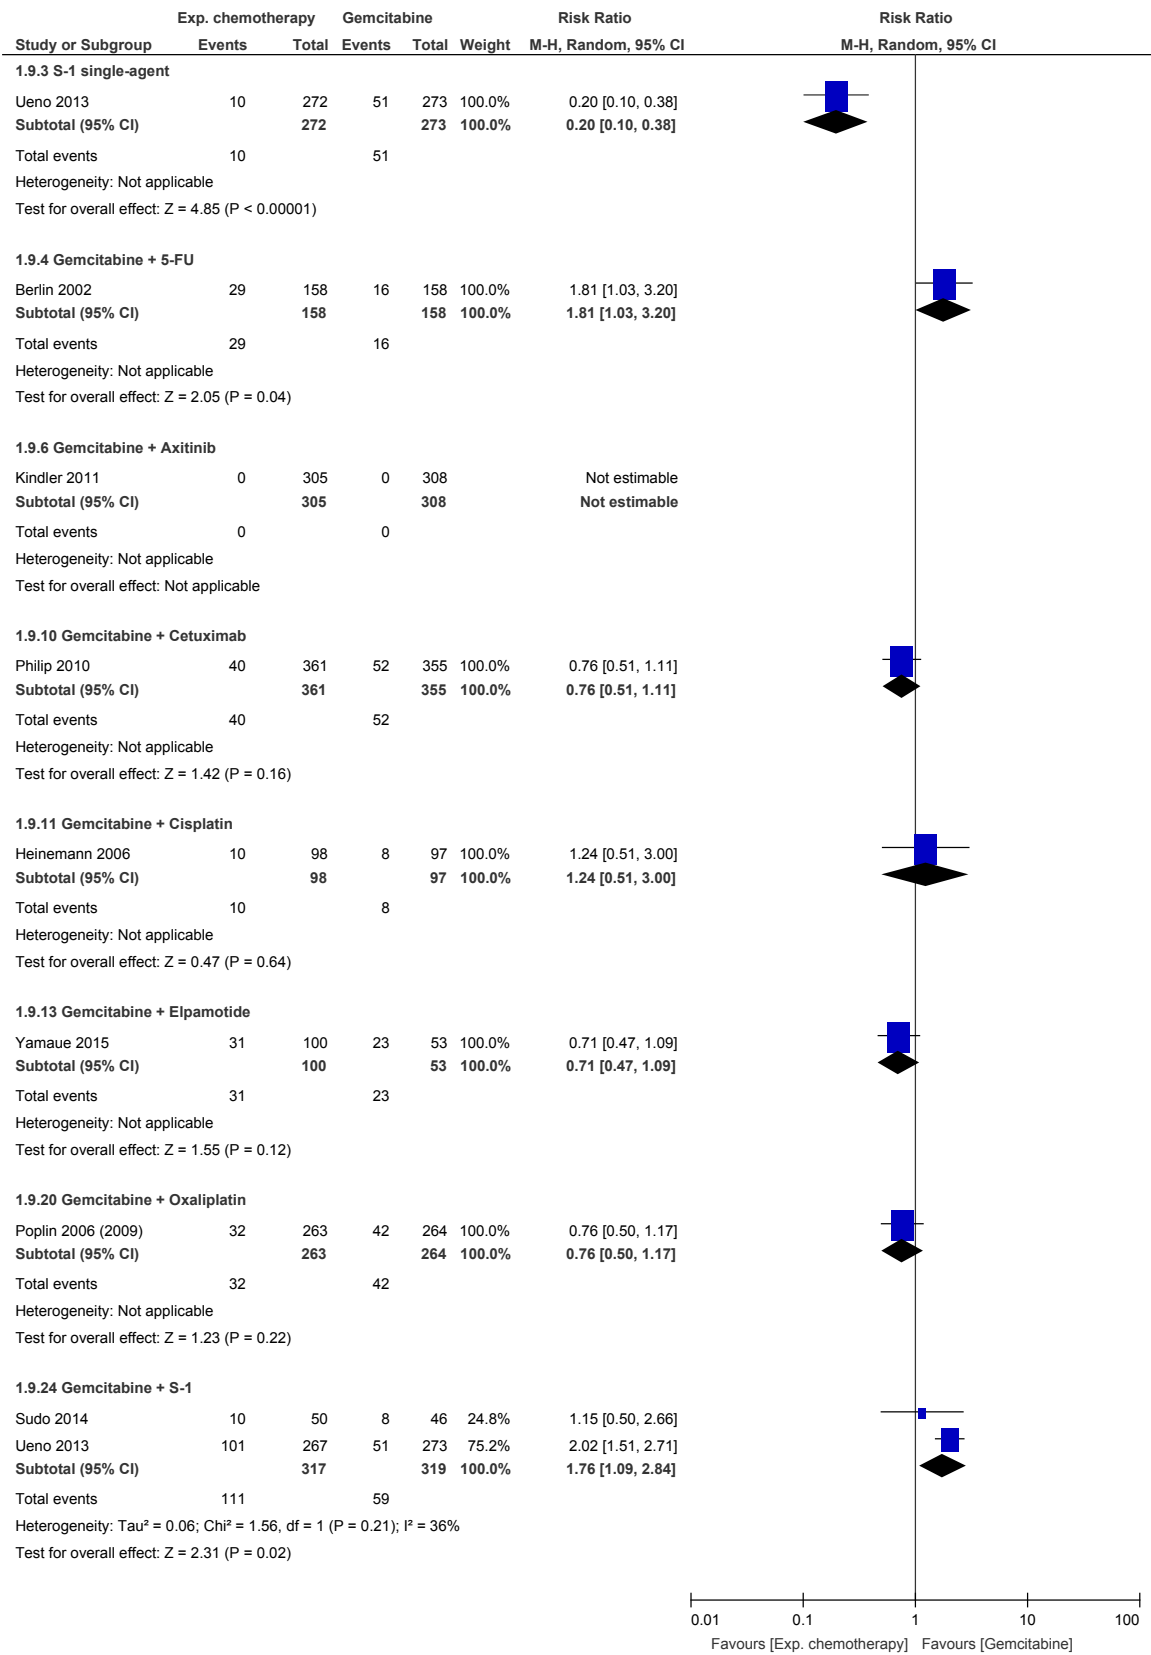 Exp. chemotherapy Gemcitabine Risk Ratio Risk Ratio
Study or Subgroup Events Total Events Total Weight M-H, Random, 95% CI M-H, Random, 95% CI
1.9.3 S-1 single-agent
Ueno 2013 10 272 51 273 100.0% 0.20 [0.10, 0.38]
Subtotal (95% CI) 272 273 100.0% 0.20 [0.10, 0.38]
Total events 10 51
Heterogeneity: Not applicable
Test for overall effect: Z = 4.85 (P < 0.00001)
1.9.4 Gemcitabine + 5-FU
Berlin 2002 29 158 16 158 100.0% 1.81 [1.03, 3.20]
Subtotal (95% CI) 158 158 100.0% 1.81 [1.03, 3.20]
Total events 29 16
Heterogeneity: Not applicable
Test for overall effect: Z = 2.05 (P = 0.04)
1.9.6 Gemcitabine + Axitinib
Kindler 2011 0 305 0 308 Not estimable
Subtotal (95% CI) 305 308 Not estimable
Total events 0 0
Heterogeneity: Not applicable
Test for overall effect: Not applicable
1.9.10 Gemcitabine + Cetuximab
Philip 2010 40 361 52 355 100.0% 0.76 [0.51, 1.11]
Subtotal (95% CI) 361 355 100.0% 0.76 [0.51, 1.11]
Total events 40 52
Heterogeneity: Not applicable
Test for overall effect: Z = 1.42 (P = 0.16)
1.9.11 Gemcitabine + Cisplatin
Heinemann 2006 10 98 8 97 100.0% 1.24 [0.51, 3.00]
Subtotal (95% CI) 98 97 100.0% 1.24 [0.51, 3.00]
Total events 10 8
Heterogeneity: Not applicable
Test for overall effect: Z = 0.47 (P = 0.64)
1.9.13 Gemcitabine + Elpamotide
Yamaue 2015 31 100 23 53 100.0% 0.71 [0.47, 1.09]
Subtotal (95% CI) 100 53 100.0% 0.71 [0.47, 1.09]
Total events 31 23
Heterogeneity: Not applicable
Test for overall effect: Z = 1.55 (P = 0.12)
1.9.20 Gemcitabine + Oxaliplatin
Poplin 2006 (2009) 32 263 42 264 100.0% 0.76 [0.50, 1.17]
Subtotal (95% CI) 263 264 100.0% 0.76 [0.50, 1.17]
Total events 32 42
Heterogeneity: Not applicable
Test for overall effect: Z = 1.23 (P = 0.22)
1.9.24 Gemcitabine + S-1
Sudo 2014 10 50 8 46 24.8% 1.15 [0.50, 2.66]
Ueno 2013 101 267 51 273 75.2% 2.02 [1.51, 2.71]
Subtotal (95% CI) 317 319 100.0% 1.76 [1.09, 2.84]
Total events 111 59
Heterogeneity: Tau² = 0.06; Chi² = 1.56, df = 1 (P = 0.21); I² = 36%
Test for overall effect: Z = 2.31 (P = 0.02)
0.01 0.1 1 10 100
Favours [Exp. chemotherapy] Favours [Gemcitabine]